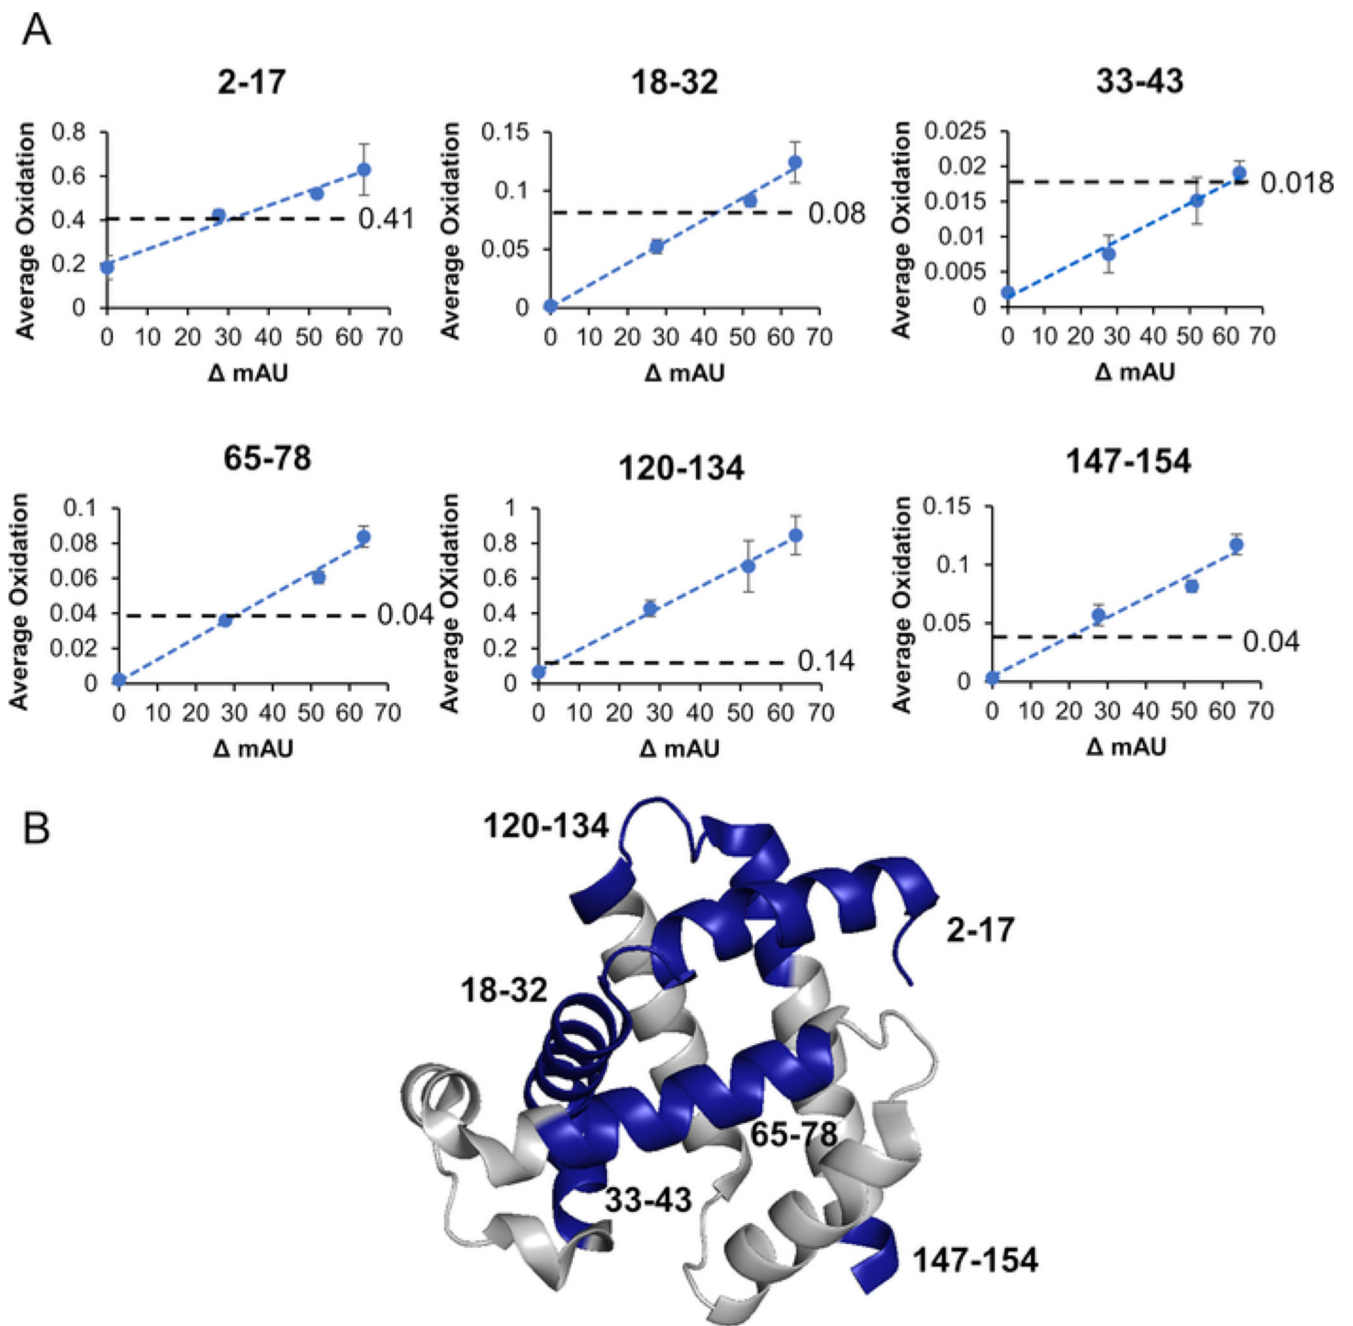 A
2-17
18-32
33-43
Average Oxidation
0.8
0.6
0.4
0.2
0
0.41
0 10 20 30 40 50 60 70
Δ mAU
Average Oxidation
0.15
0.1
0.05
0
0.08
0 10 20 30 40 50 60 70
Δ mAU
Average Oxidation
0.025
0.02
0.015
0.01
0.005
0
0.018
0 10 20 30 40 50 60 70
Δ mAU
65-78
120-134
147-154
Average Oxidation
0.1
0.08
0.06
0.04
0.02
0
0.04
0 10 20 30 40 50 60 70
Δ mAU
Average OXidation
1
0.8
0.6
0.4
0.2
0
0.14
0 10 20 30 40 50 60 70
Δ mAU
Average Oxidation
0.15
0.1
0.05
0
0.04
0 10 20 30 40 50 60 70
Δ mAU
B
120-134
2-17
18-32
65-78
33-43
147-154